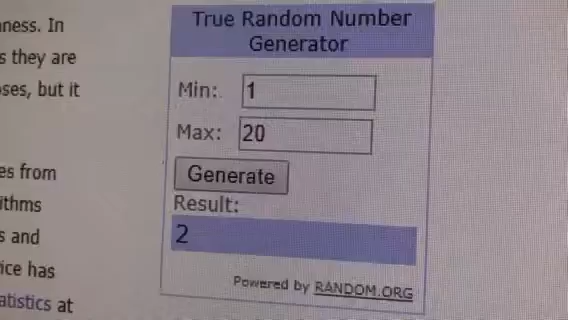 ness. In
s they are
ses, but it
es from
ithms
s and
ice has
atistics at
True Random Number
Generator
Min: 1
Max: 20
Generate
Result:
2
Powered by RANDOM.ORG